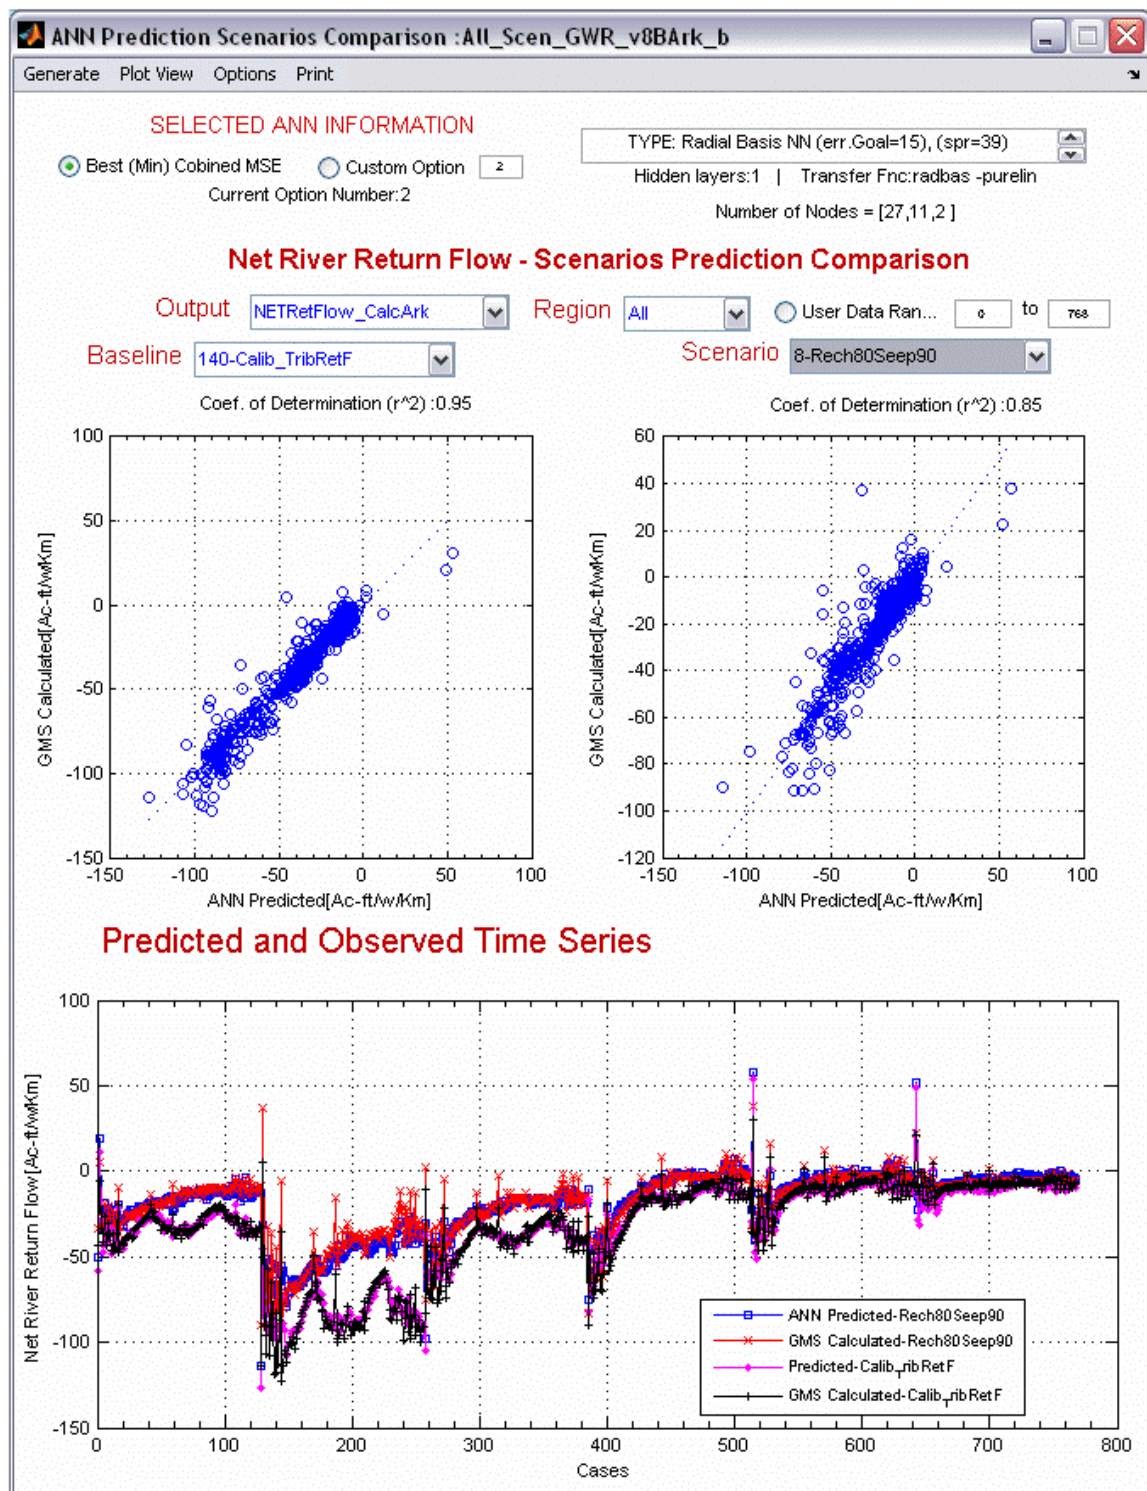 ANN Prediction Scenarios Comparison :All_Scen_GWR_v8BArk_b
Generate Plot View Options Print
SELECTED ANN INFORMATION
TYPE: Radial Basis NN (err.Goal=15), (spr=39)
Best (Min) Cobined MSE Custom Option 2
Hidden layers:1 | Transfer Fnc:radbas -purelin
Current Option Number:2
Number of Nodes = [27,11,2 ]
Net River Return Flow - Scenarios Prediction Comparison
Output NETRetFlow_CalcArk Region All User Data Ran... 0 to 768
Baseline 140-Calib_TribRetF Scenario 8-Rech80Seep90
Coef. of Determination (r^2) :0.95
100
50
0
-50
-100
-150
GMS Calculated[Ac-ft/wKm]
-150 -100 -50 0 50 100
ANN Predicted[Ac-ft/w/Km]
Coef. of Determination (r^2) :0.85
60
40
20
0
-20
-40
-60
-80
-100
-120
GMS Calculated[Ac-ft/wKm]
-150 -100 -50 0 50 100
ANN Predicted[Ac-ft/w/Km]
Predicted and Observed Time Series
100
50
0
-50
-100
-150
Net River Return Flow[Ac-ft/wKm]
ANN Predicted-Rech80Seep90
GMS Calculated-Rech80Seep90
Predicted-Calib_TribRetF
GMS Calculated-Calib_TribRetF
0 100 200 300 400 500 600 700 800
Cases